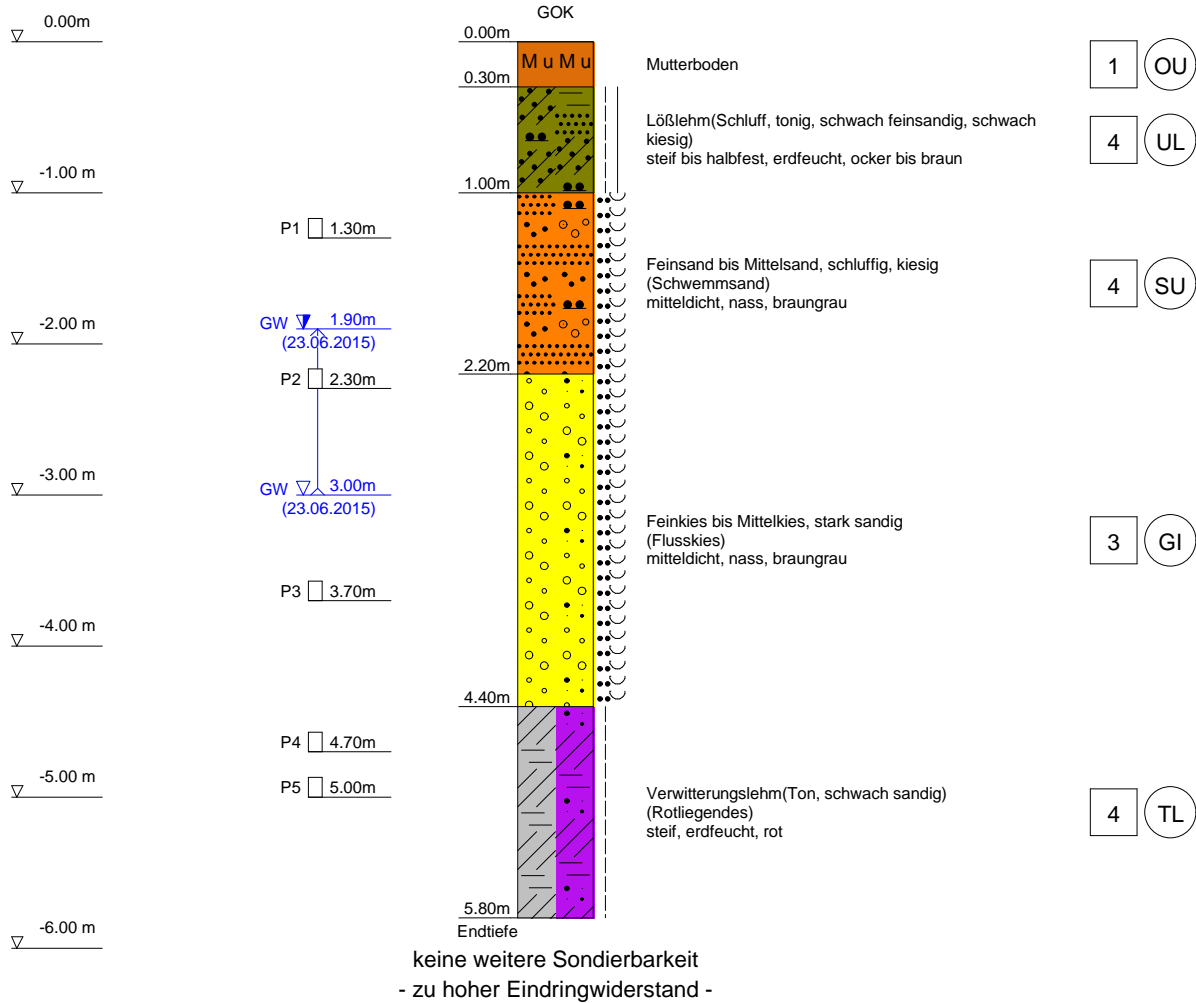 GOK
0.00m
0.00m
M u M u
Mutterboden
1 OU
0.30m
Lößlehm(Schluff, tonig, schwach feinsandig, schwach
kiesig)
steif bis halbfest, erdfeucht, ocker bis braun
4 UL
-1.00 m
1.00m
P1 1.30m
Feinsand bis Mittelsand, schluffig, kiesig
(Schwemmsand)
mitteldicht, nass, braungrau
4 SU
GW 1.90m
(23.06.2015)
-2.00 m
2.20m
P2 2.30m
-3.00 m
GW 3.00m
(23.06.2015)
Feinkies bis Mittelkies, stark sandig
(Flusskies)
mitteldicht, nass, braungrau
3 GI
P3 3.70m
-4.00 m
4.40m
P4 4.70m
-5.00 m
P5 5.00m
Verwitterungslehm(Ton, schwach sandig)
(Rotliegendes)
steif, erdfeucht, rot
4 TL
5.80m
Endtiefe
-6.00 m
keine weitere Sondierbarkeit
- zu hoher Eindringwiderstand -